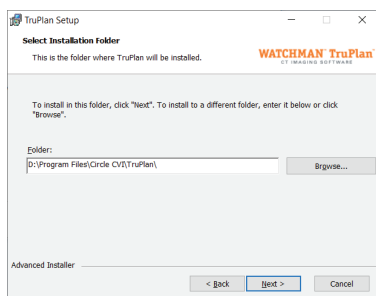 TruPlan Setup
Select Installation Folder
This is the folder where TruPlan will be installed.
WATCHMAN™ TruPlan™
CT IMAGING SOFTWARE
To install in this folder, click "Next". To install to a different folder, enter it below or click
"Browse".
Folder:
D:\Program Files\Circle CVI\TruPlan\
Browse...
Advanced Installer
< Back
Next >
Cancel